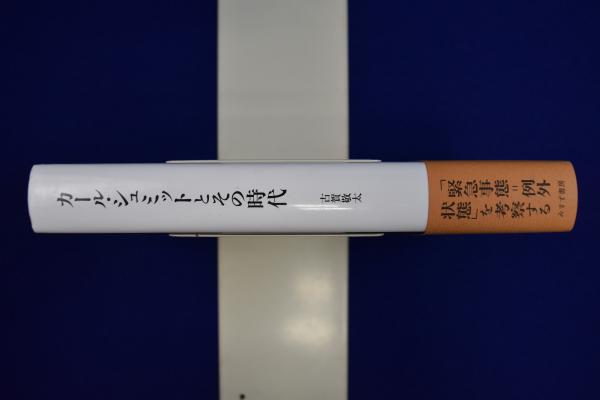 カール・シュミットとその時代
古賀敬太
「緊急事態=例外
状態」を考察する
みすず書房